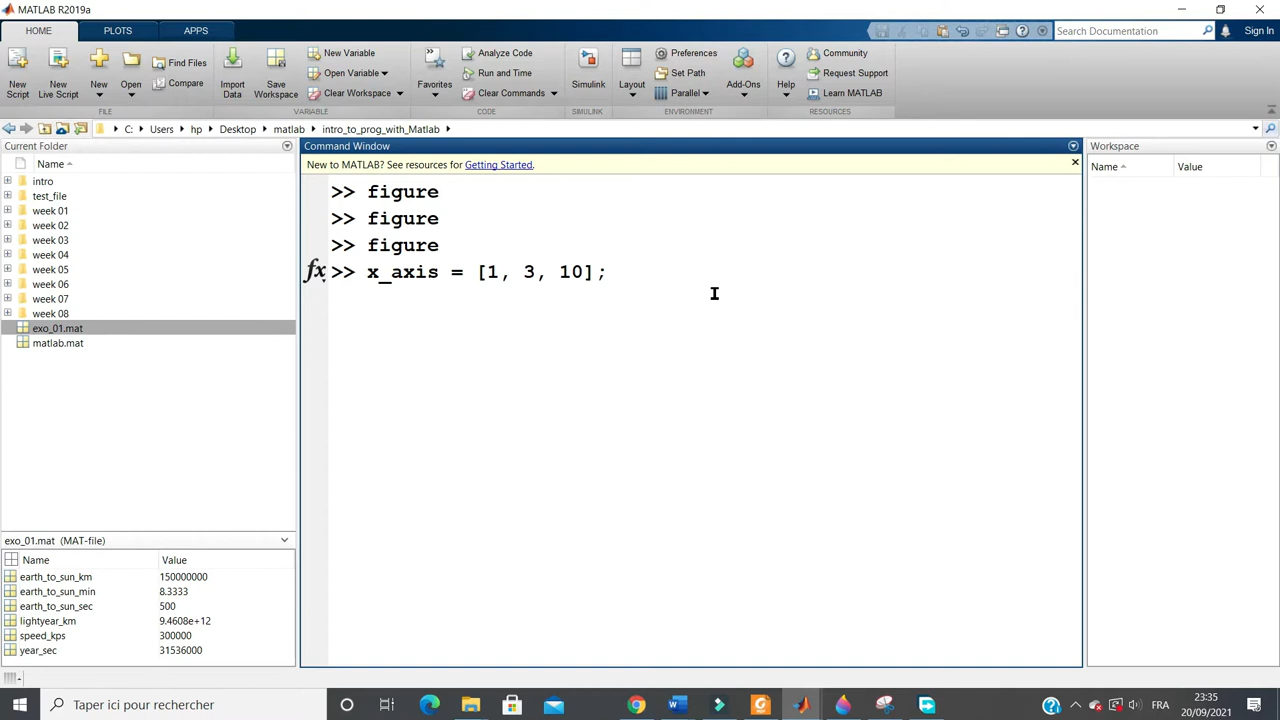 MATLAB R2019a
HOME PLOTS APPS
Search Documentation Sign In
New Script
New Live Script
New
Open
Find Files
Compare
Import Data
Save Workspace
New Variable
Open Variable
Clear Workspace
Favorites
Analyze Code
Run and Time
Clear Commands
Simulink
Layout
Preferences
Set Path
Parallel
Add-Ons
Help
Community
Request Support
Learn MATLAB
FILE VARIABLE CODE SIMULINK ENVIRONMENT RESOURCES
C: Users hp Desktop matlab intro_to_prog_with_Matlab
Current Folder
Name
intro
test_file
week 01
week 02
week 03
week 04
week 05
week 06
week 07
week 08
exo_01.mat
matlab.mat
exo_01.mat (MAT-file)
Name Value
earth_to_sun_km 150000000
earth_to_sun_min 8.3333
earth_to_sun_sec 500
lightyear_km 9.4608e+12
speed_kps 300000
year_sec 31536000
Command Window
New to MATLAB? See resources for Getting Started.
>> figure
>> figure
>> figure
fx >> x_axis = [1, 3, 10];
Workspace
Name Value
Taper ici pour rechercher
FRA
23:35
20/09/2021